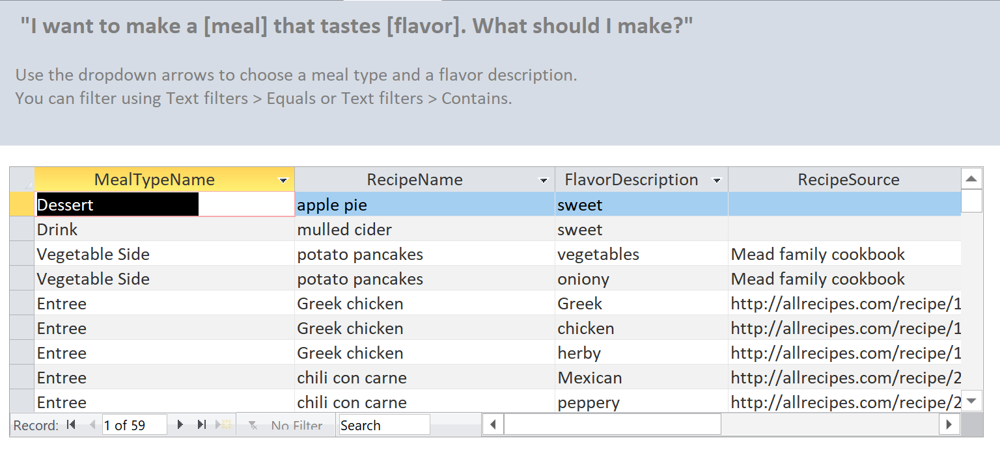 "I want to make a [meal] that tastes [flavor]. What should I make?"
Use the dropdown arrows to choose a meal type and a flavor description.
You can filter using Text filters > Equals or Text filters > Contains.
MealTypeName RecipeName FlavorDescription RecipeSource
Dessert apple pie sweet
Drink mulled cider sweet
Vegetable Side potato pancakes vegetables Mead family cookbook
Vegetable Side potato pancakes oniony Mead family cookbook
Entree Greek chicken Greek http://allrecipes.com/recipe/1
Entree Greek chicken chicken http://allrecipes.com/recipe/1
Entree Greek chicken herby http://allrecipes.com/recipe/1
Entree chili con carne Mexican http://allrecipes.com/recipe/2
Entree chili con carne peppery http://allrecipes.com/recipe/2
Record: 1 of 59 No Filter Search